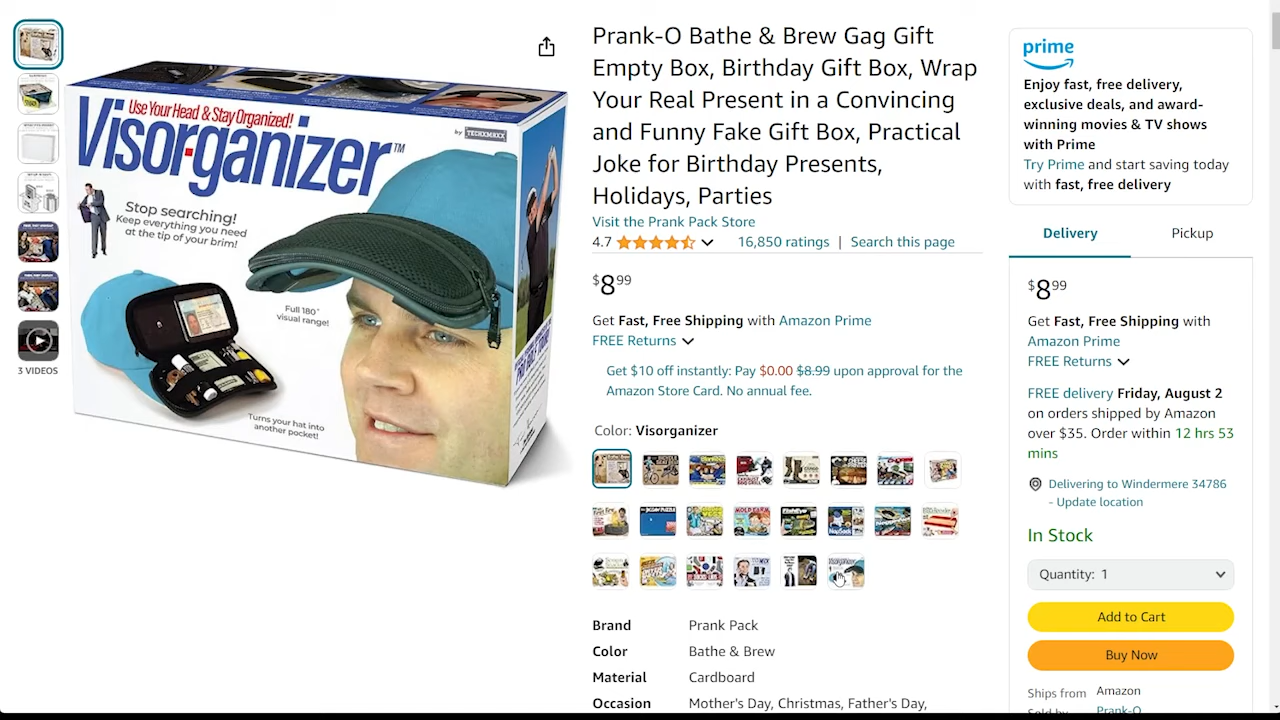 Use Your Head & Stay Organized!
Visor-ganizer™
by TECHXMAXX
Stop searching!
Keep everything you need
at the tip of your brim!
Full 180°
visual range!
Turns your hat into
another pocket!
3 VIDEOS
Prank-O Bathe & Brew Gag Gift
Empty Box, Birthday Gift Box, Wrap
Your Real Present in a Convincing
and Funny Fake Gift Box, Practical
Joke for Birthday Presents,
Holidays, Parties
Visit the Prank Pack Store
4.7 16,850 ratings | Search this page
$8.99
Get Fast, Free Shipping with Amazon Prime
FREE Returns
Get $10 off instantly: Pay $0.00 $8.99 upon approval for the
Amazon Store Card. No annual fee.
Color: Visorganizer
Brand Prank Pack
Color Bathe & Brew
Material Cardboard
Occasion Mother's Day, Christmas, Father's Day,
prime
Enjoy fast, free delivery,
exclusive deals, and award-
winning movies & TV shows
with Prime
Try Prime and start saving today
with fast, free delivery
Delivery Pickup
$8.99
Get Fast, Free Shipping with
Amazon Prime
FREE Returns
FREE delivery Friday, August 2
on orders shipped by Amazon
over $35. Order within 12 hrs 53
mins
Delivering to Windermere 34786
- Update location
In Stock
Quantity: 1
Add to Cart
Buy Now
Ships from Amazon
Sold by Prank-O